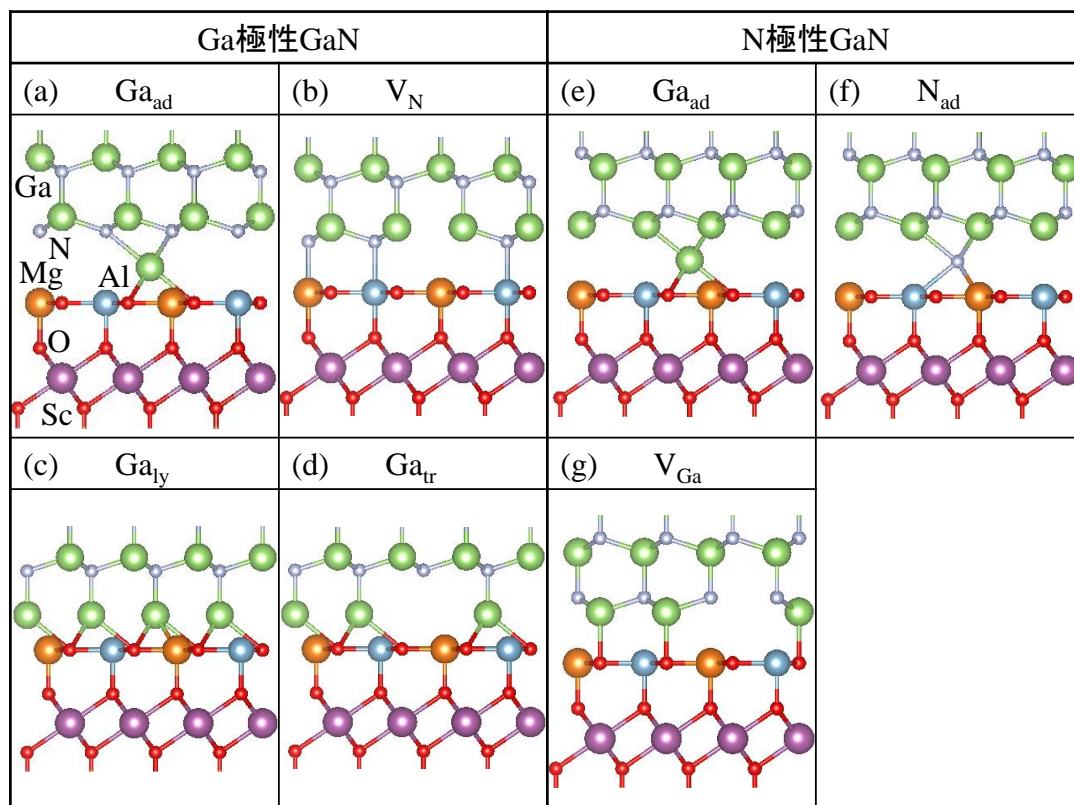 Ga極性GaN
N極性GaN
(a) Ga_ad
(b) V_N
(e) Ga_ad
(f) N_ad
Ga
N
Mg
Al
O
Sc
(c) Ga_ly
(d) Ga_tr
(g) V_Ga